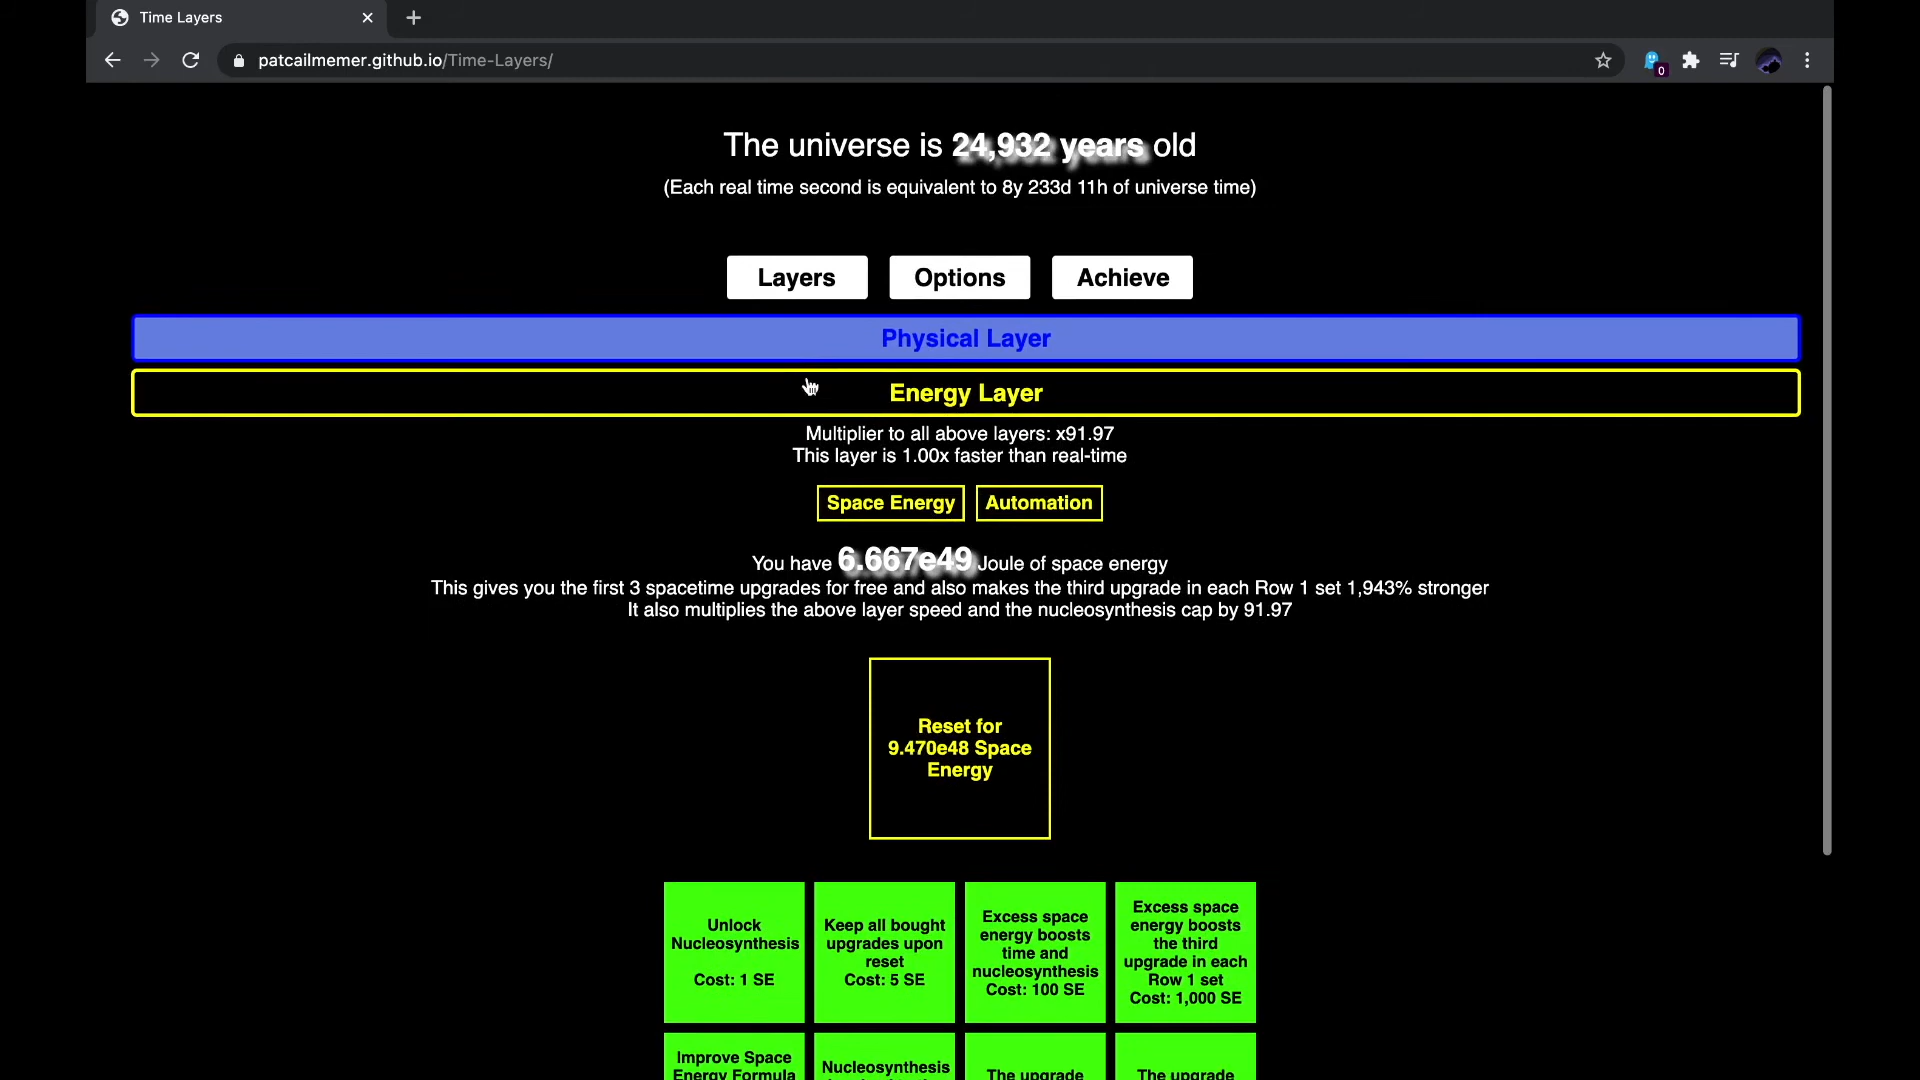 Time Layers
patcailmemer.github.io/Time-Layers/
0
The universe is 24,932 years old
(Each real time second is equivalent to 8y 233d 11h of universe time)
Layers
Options
Achieve
Physical Layer
Energy Layer
Multiplier to all above layers: x91.97
This layer is 1.00x faster than real-time
Space Energy
Automation
You have 6.667e49 Joule of space energy
This gives you the first 3 spacetime upgrades for free and also makes the third upgrade in each Row 1 set 1,943% stronger
It also multiplies the above layer speed and the nucleosynthesis cap by 91.97
Reset for
9.470e48 Space
Energy
Unlock
Nucleosynthesis
Cost: 1 SE
Keep all bought
upgrades upon
reset
Cost: 5 SE
Excess space
energy boosts
time and
nucleosynthesis
Cost: 100 SE
Excess space
energy boosts
the third
upgrade in each
Row 1 set
Cost: 1,000 SE
Improve Space
Energy Formula
Nucleosynthesis
The upgrade
The upgrade